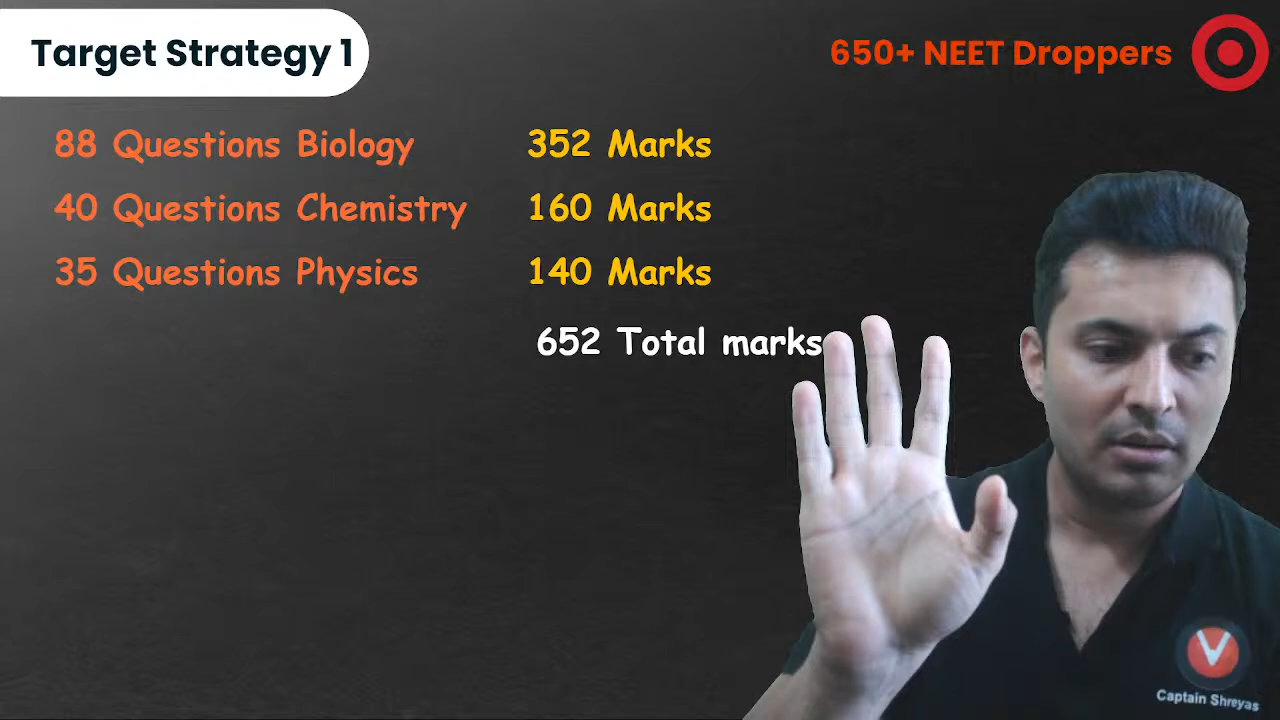 Target Strategy 1
650+ NEET Droppers
88 Questions Biology 352 Marks
40 Questions Chemistry 160 Marks
35 Questions Physics 140 Marks
652 Total marks
V
Captain Shreyas